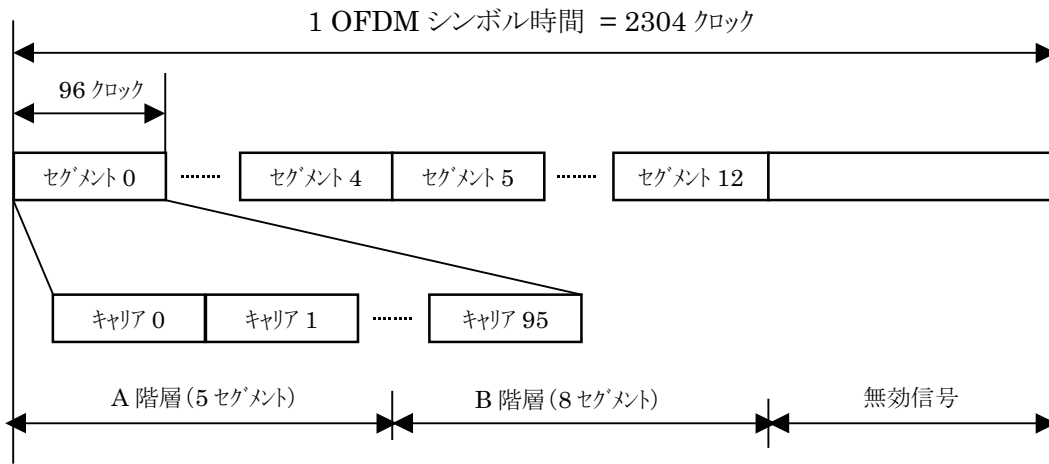 1 OFDM シンボル時間 = 2304 クロック
96 クロック
セグメント 0 ........ セグメント 4 セグメント 5 ........ セグメント 12
キャリア 0 キャリア 1 ........ キャリア 95
A 階層(5 セグメント) B 階層(8 セグメント) 無効信号